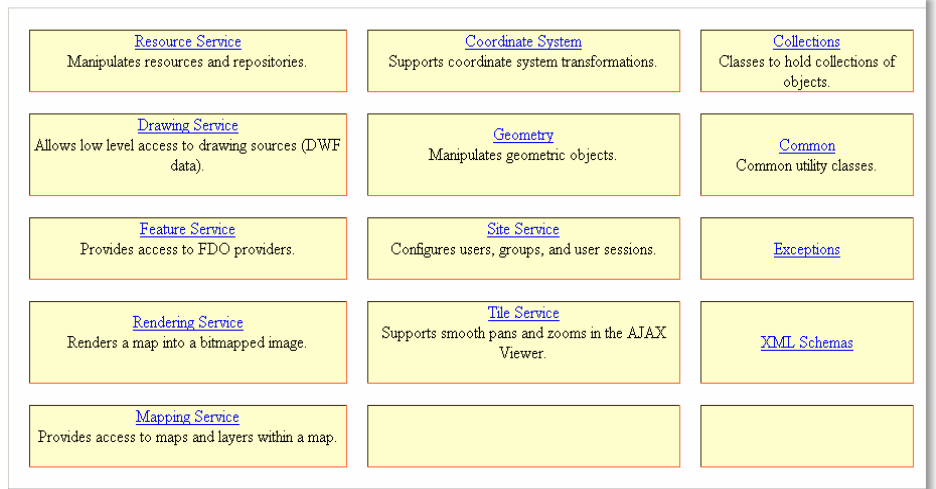 Resource Service
Manipulates resources and repositories.
Coordinate System
Supports coordinate system transformations.
Collections
Classes to hold collections of
objects.
Drawing Service
Allows low level access to drawing sources (DWF
data).
Geometry
Manipulates geometric objects.
Common
Common utility classes.
Feature Service
Provides access to FDO providers.
Site Service
Configures users, groups, and user sessions.
Exceptions
Rendering Service
Renders a map into a bitmapped image.
Tile Service
Supports smooth pans and zooms in the AJAX
Viewer.
XML Schemas
Mapping Service
Provides access to maps and layers within a map.